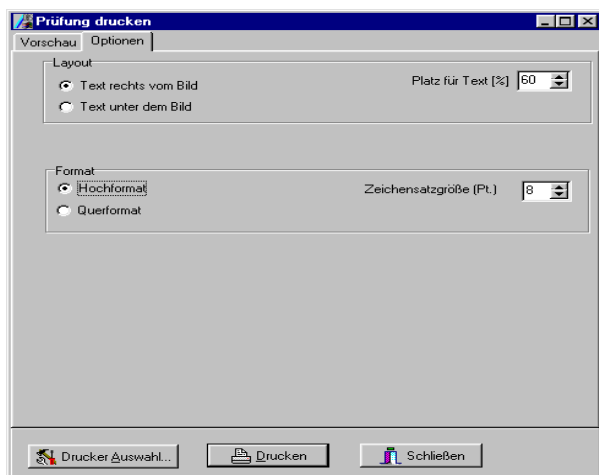 Prüfung drucken
Vorschau Optionen
Layout
Text rechts vom Bild Platz für Text [%] 60
Text unter dem Bild
Format
Hochformat Zeichensatzgröße (Pt.) 8
Querformat
Drucker Auswahl... Drucken Schließen